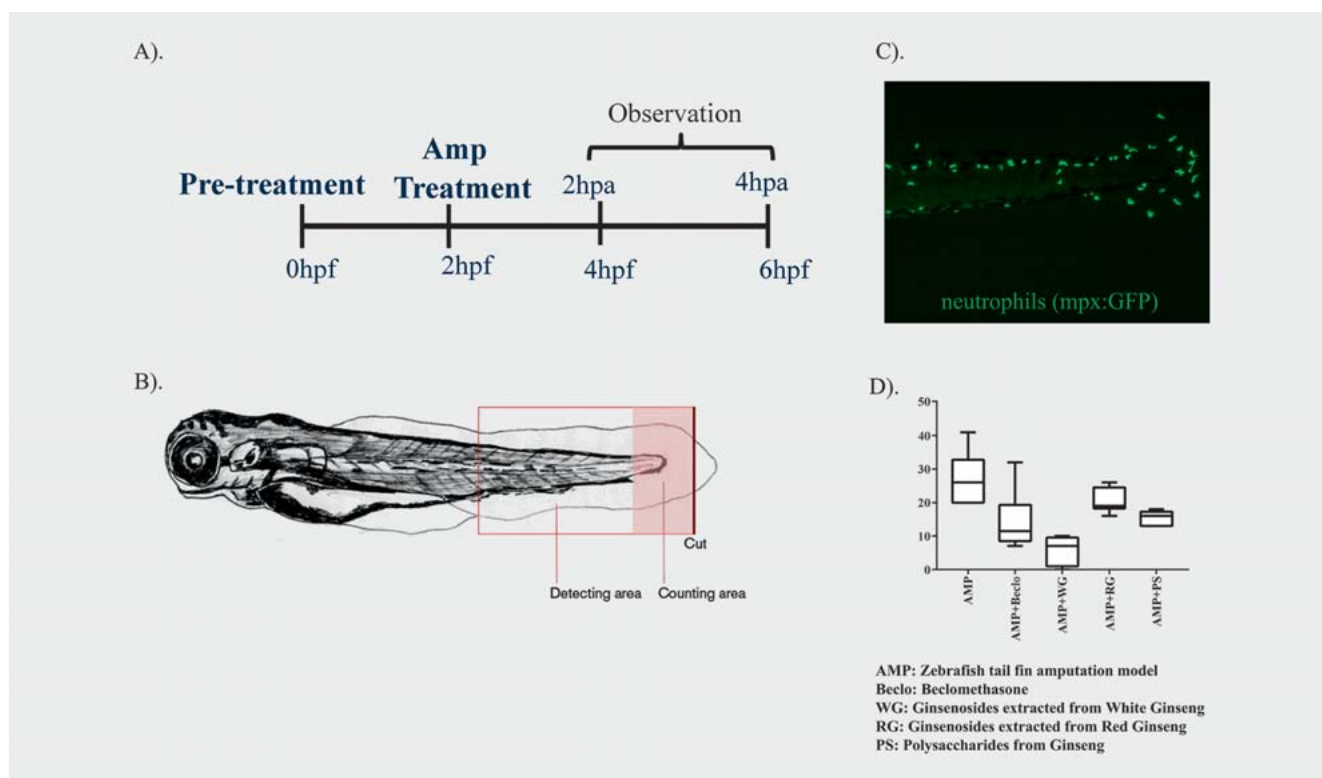 A).
Observation
Amp
Treatment
Pre-treatment
2hpa
4hpa
0hpf
2hpf
4hpf
6hpf
B).
Cut
Detecting area
Counting area
C).
neutrophils (mpx:GFP)
D).
50
40
30
20
10
0
AMP
AMP+Beclo
AMP+WG
AMP+RG
AMP+PS
AMP: Zebrafish tail fin amputation model
Beclo: Beclomethasone
WG: Ginsenosides extracted from White Ginseng
RG: Ginsenosides extracted from Red Ginseng
PS: Polysaccharides from Ginseng